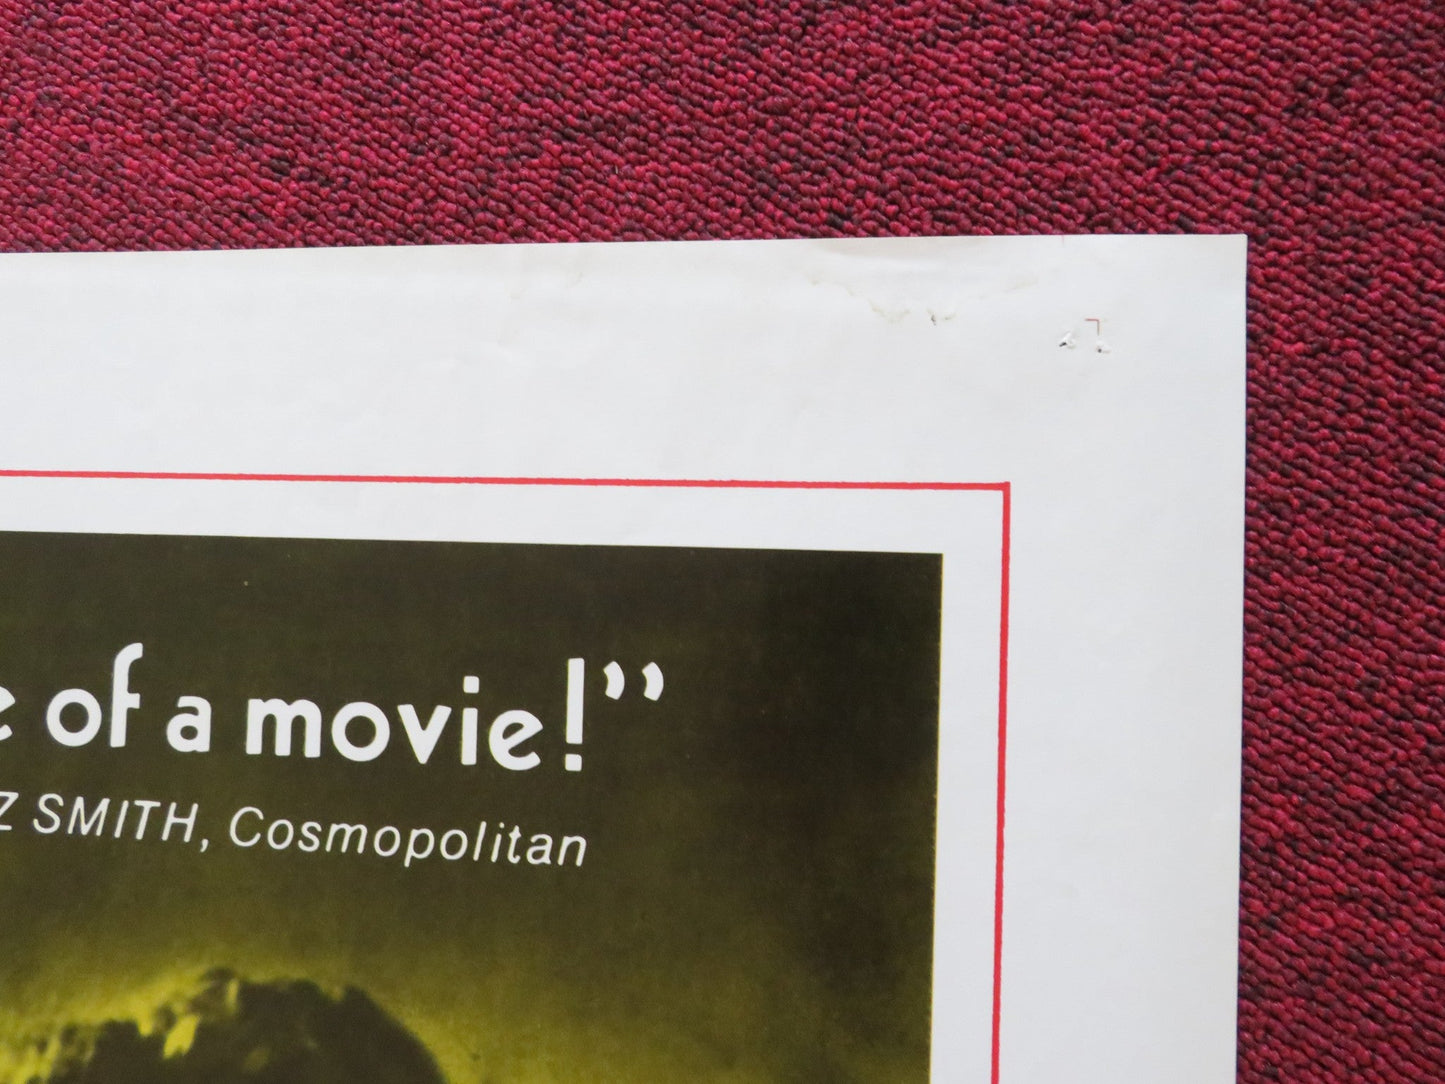 of a movie!”
SMITH, Cosmopolitan